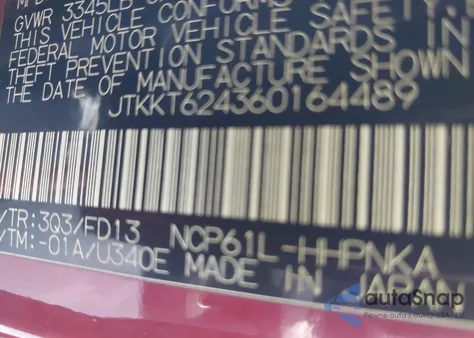 GVWR 3345LB
THIS VEHICLE CONFORMS
FEDERAL MOTOR VEHICLE SAFETY,
THEFT PREVENTION STANDARDS IN
THE DATE OF MANUFACTURE SHOWN
JTKKT624360164489
/TR:3Q3/FD13 NCP61L-HHPNKA
/TM:-01A/U340E MADE IN JAPAN
autoSnap